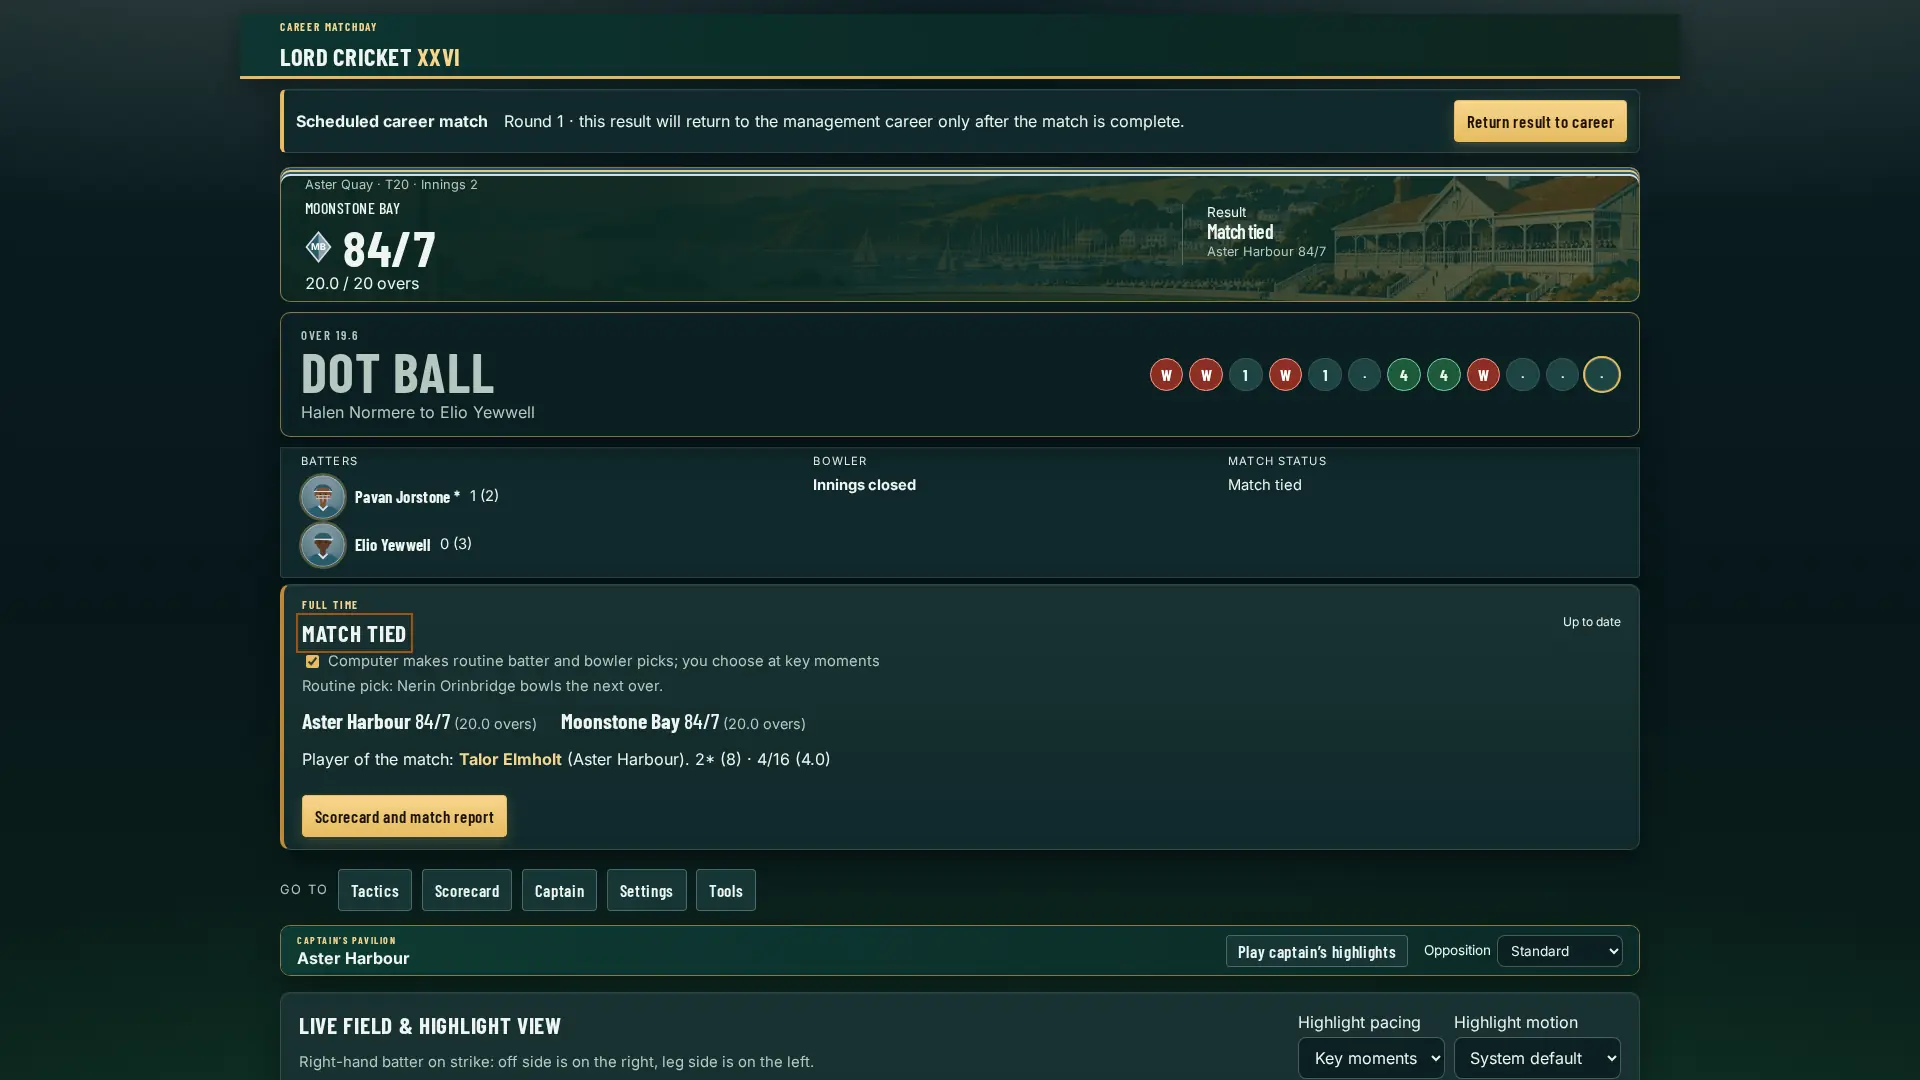 CAREER MATCHDAY
LORD CRICKET XXVI
Scheduled career match Round 1 · this result will return to the management career only after the match is complete.
Return result to career
Aster Quay · T20 · Innings 2
MOONSTONE BAY
MB 84/7
20.0 / 20 overs
Result
Match tied
Aster Harbour 84/7
OVER 19.6
DOT BALL
Halen Normere to Elio Yewwell
W W 1 W 1 · 4 4 W · · ·
BATTERS
Pavan Jorstone * 1 (2)
Elio Yewwell 0 (3)
BOWLER
Innings closed
MATCH STATUS
Match tied
FULL TIME
MATCH TIED
Up to date
Computer makes routine batter and bowler picks; you choose at key moments
Routine pick: Nerin Orinbridge bowls the next over.
Aster Harbour 84/7 (20.0 overs) Moonstone Bay 84/7 (20.0 overs)
Player of the match: Talor Elmholt (Aster Harbour). 2* (8) · 4/16 (4.0)
Scorecard and match report
GO TO Tactics Scorecard Captain Settings Tools
CAPTAIN'S PAVILION
Aster Harbour
Play captain's highlights
Opposition Standard
LIVE FIELD & HIGHLIGHT VIEW
Right-hand batter on strike: off side is on the right, leg side is on the left.
Highlight pacing
Key moments
Highlight motion
System default